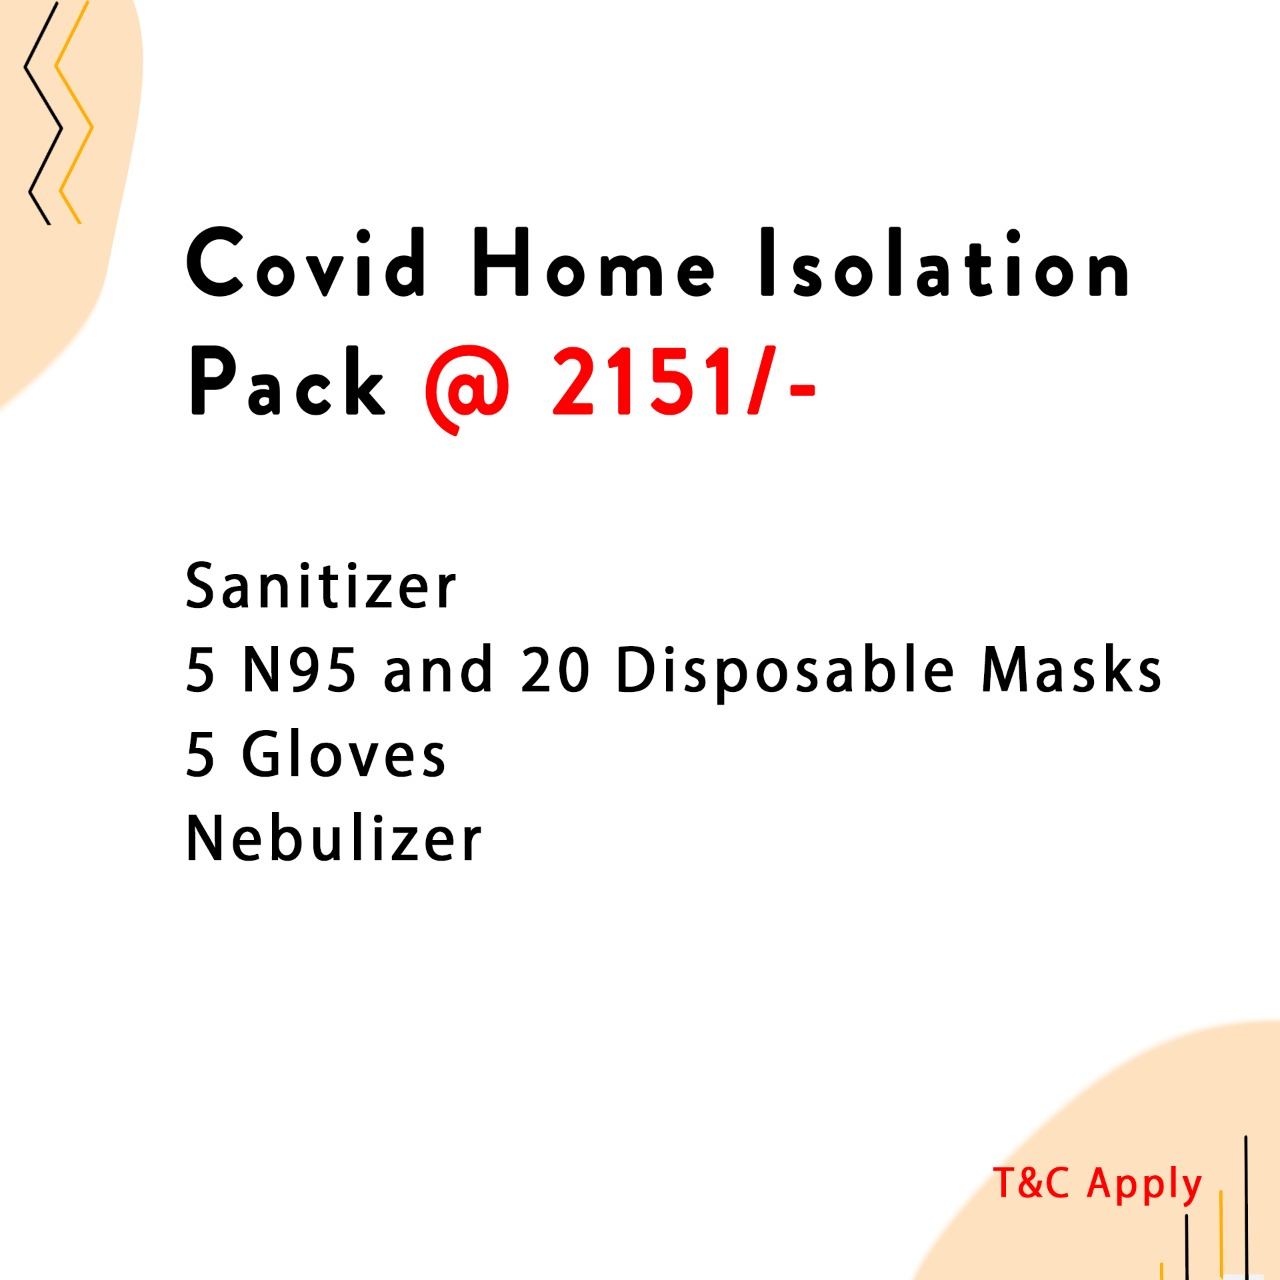 Covid Home Isolation
Pack @ 2151/-
Sanitizer
5 N95 and 20 Disposable Masks
5 Gloves
Nebulizer
T&C Apply